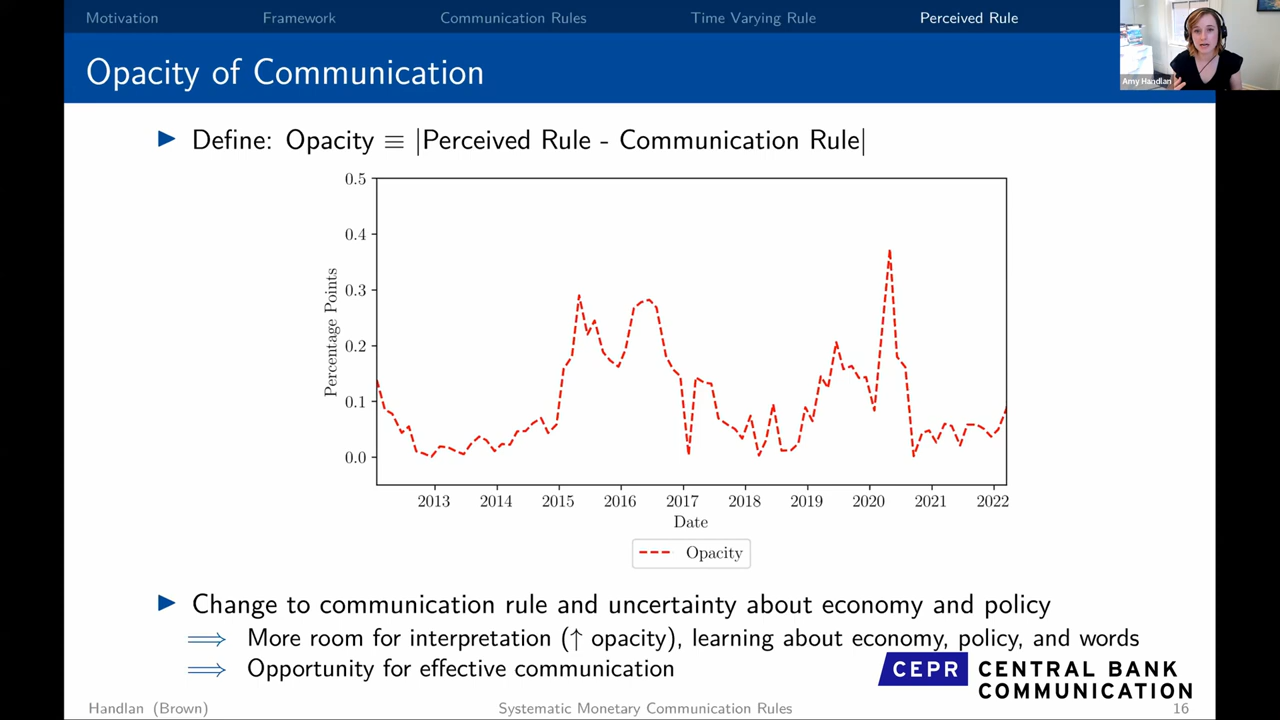 Motivation Framework Communication Rules Time Varying Rule Perceived Rule
Amy Handlan
Opacity of Communication
Define: Opacity ≡ |Perceived Rule - Communication Rule|
0.5
0.4
0.3
0.2
0.1
0.0
Percentage Points
2013 2014 2015 2016 2017 2018 2019 2020 2021 2022
Date
Opacity
Change to communication rule and uncertainty about economy and policy
⟹ More room for interpretation (↑ opacity), learning about economy, policy, and words
⟹ Opportunity for effective communication
CEPR CENTRAL BANK
COMMUNICATION
Handlan (Brown) Systematic Monetary Communication Rules 16